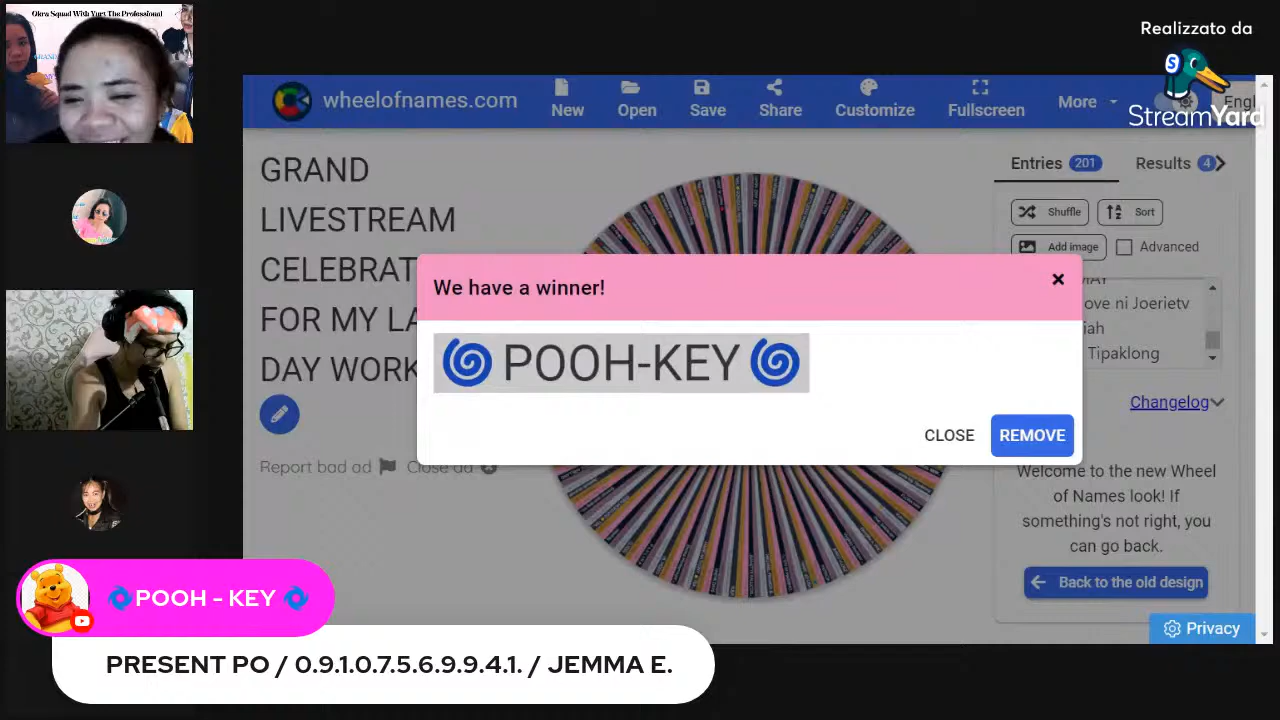 Okra Squad With Yurt The Professional
Realizzato da
StreamYard
wheelofnames.com
New
Open
Save
Share
Customize
Fullscreen
More
Engl
GRAND
LIVESTREAM
CELEBRAT
FOR MY LA
DAY WORK
Report bad ad
Close ad
Entries 201
Results 4
Shuffle
Sort
Add image
Advanced
ove ni Joerietv
iah
Tipaklong
Changelog
We have a winner!
🌀POOH-KEY🌀
CLOSE
REMOVE
Welcome to the new Wheel
of Names look! If
something's not right, you
can go back.
Back to the old design
Privacy
POOH - KEY
PRESENT PO / 0.9.1.0.7.5.6.9.9.4.1. / JEMMA E.